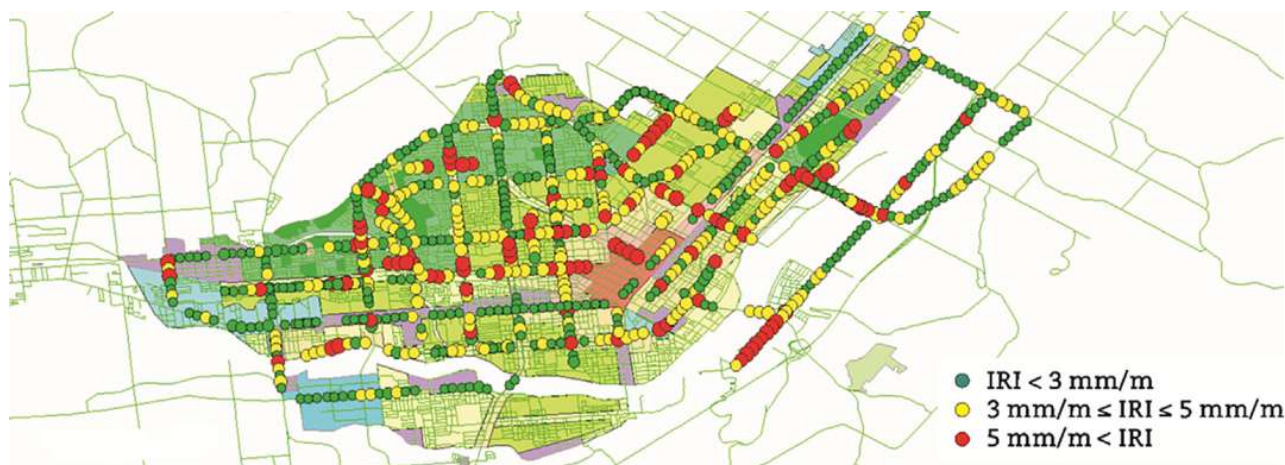 IRI < 3 mm/m
3 mm/m ≤ IRI ≤ 5 mm/m
5 mm/m < IRI